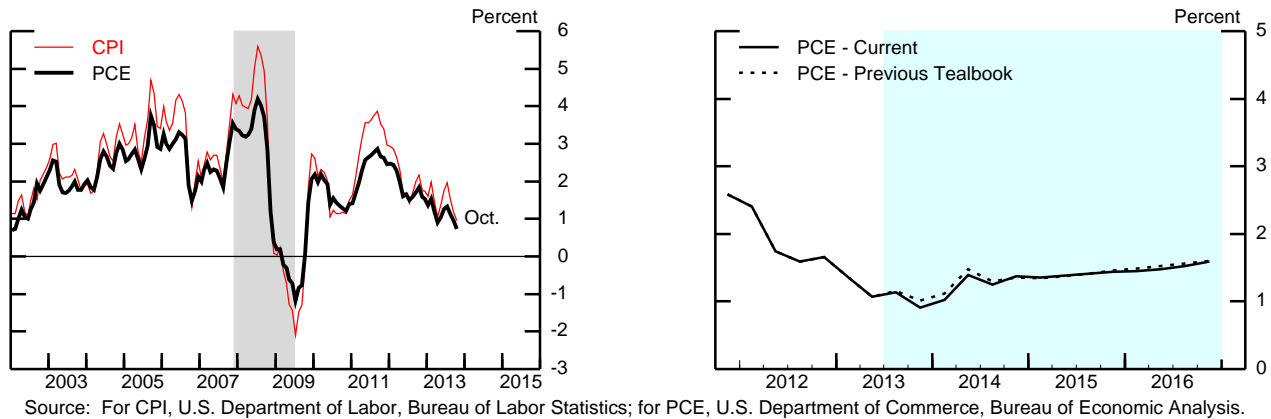 Percent
CPI
PCE
Oct.
6
5
4
3
2
1
0
-1
-2
-3
2003 2005 2007 2009 2011 2013 2015
Percent
PCE - Current
PCE - Previous Tealbook
5
4
3
2
1
0
2012 2013 2014 2015 2016
Source: For CPI, U.S. Department of Labor, Bureau of Labor Statistics; for PCE, U.S. Department of Commerce, Bureau of Economic Analysis.